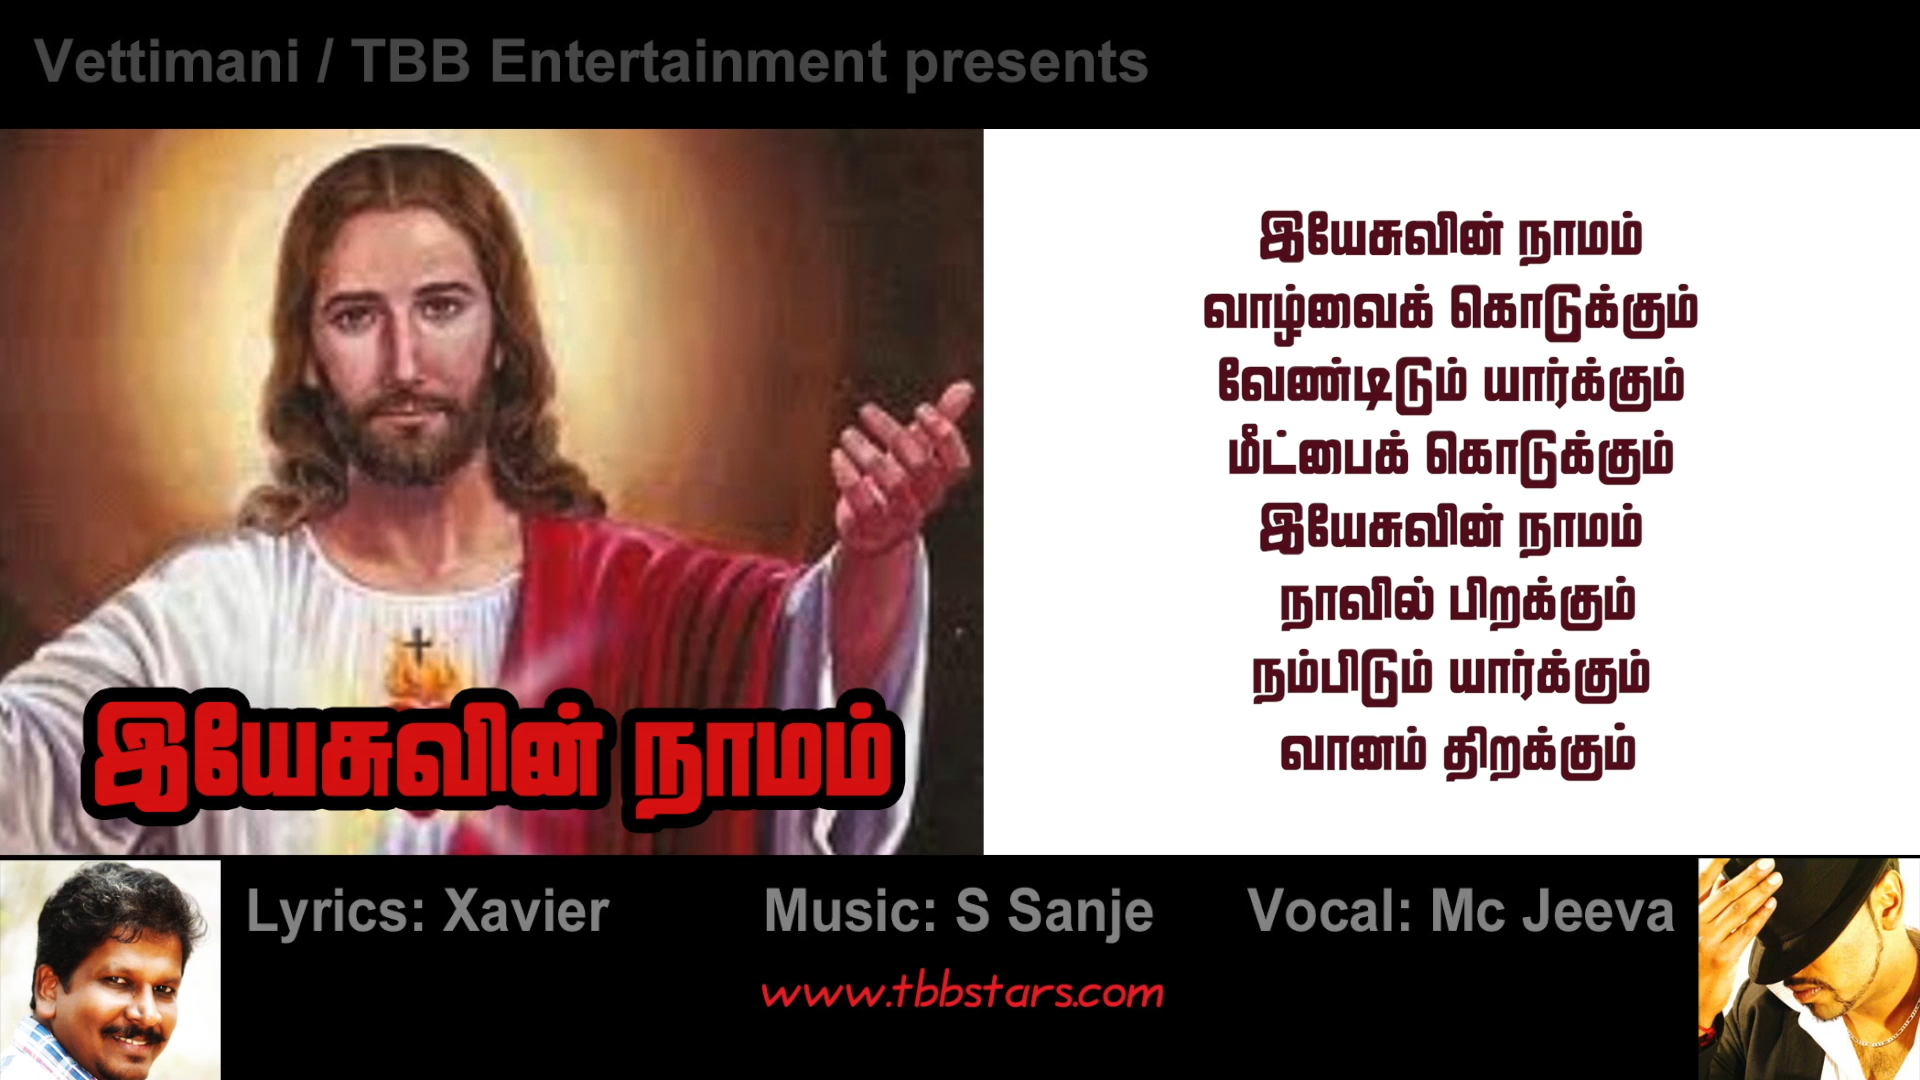 Vettimani / TBB Entertainment presents
இயேசுவின் நாமம்
இயேசுவின் நாமம்
வாழ்வைக் கொடுக்கும்
வேண்டிடும் யார்க்கும்
மீட்பைக் கொடுக்கும்
இயேசுவின் நாமம்
நாவில் பிறக்கும்
நம்பிடும் யார்க்கும்
வானம் திறக்கும்
Lyrics: Xavier
Music: S Sanje
Vocal: Mc Jeeva
www.tbbstars.com